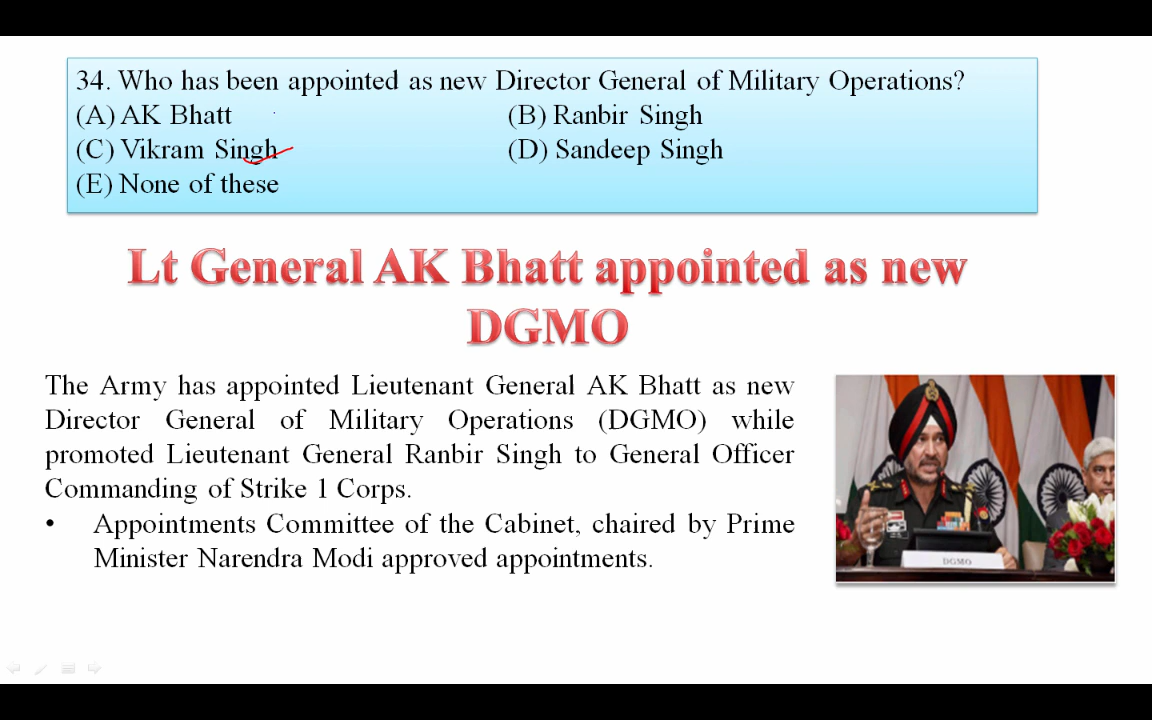 34. Who has been appointed as new Director General of Military Operations?
(A) AK Bhatt (B) Ranbir Singh
(C) Vikram Singh (D) Sandeep Singh
(E) None of these
Lt General AK Bhatt appointed as new
DGMO
The Army has appointed Lieutenant General AK Bhatt as new
Director General of Military Operations (DGMO) while
promoted Lieutenant General Ranbir Singh to General Officer
Commanding of Strike 1 Corps.
• Appointments Committee of the Cabinet, chaired by Prime
Minister Narendra Modi approved appointments.
DGMO